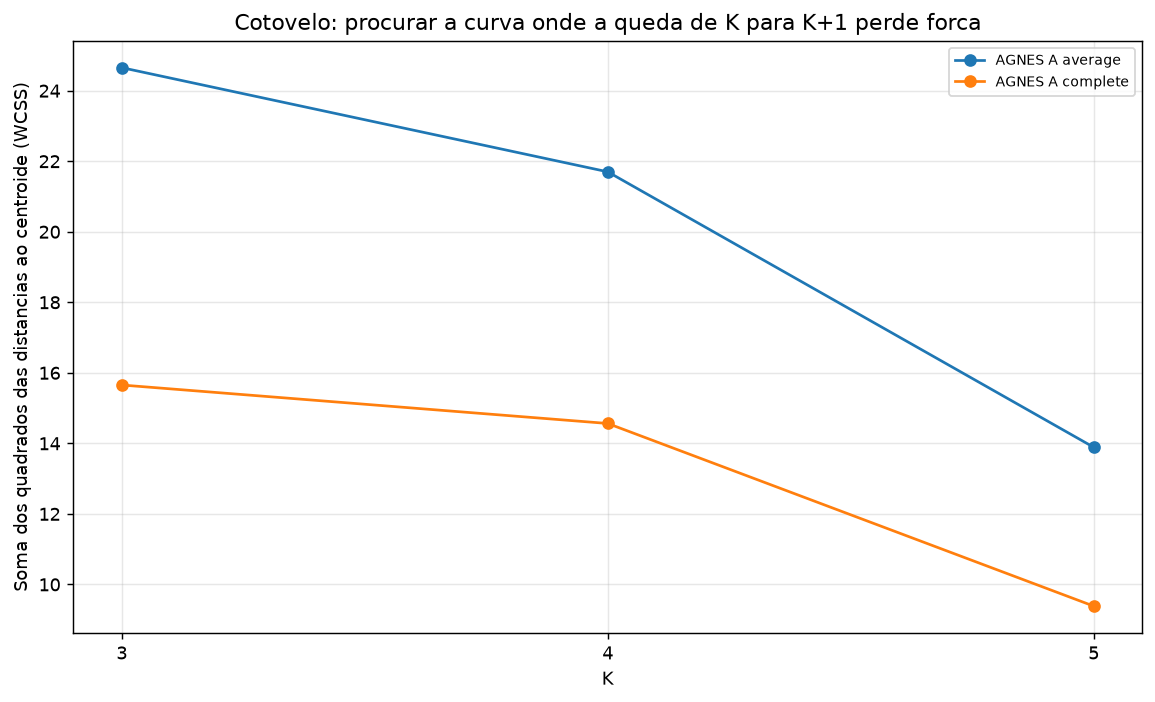 Cotovelo: procurar a curva onde a queda de K para K+1 perde forca
AGNES A average
AGNES A complete
Soma dos quadrados das distancias ao centroide (WCSS)
24
22
20
18
16
14
12
10
3
4
5
K